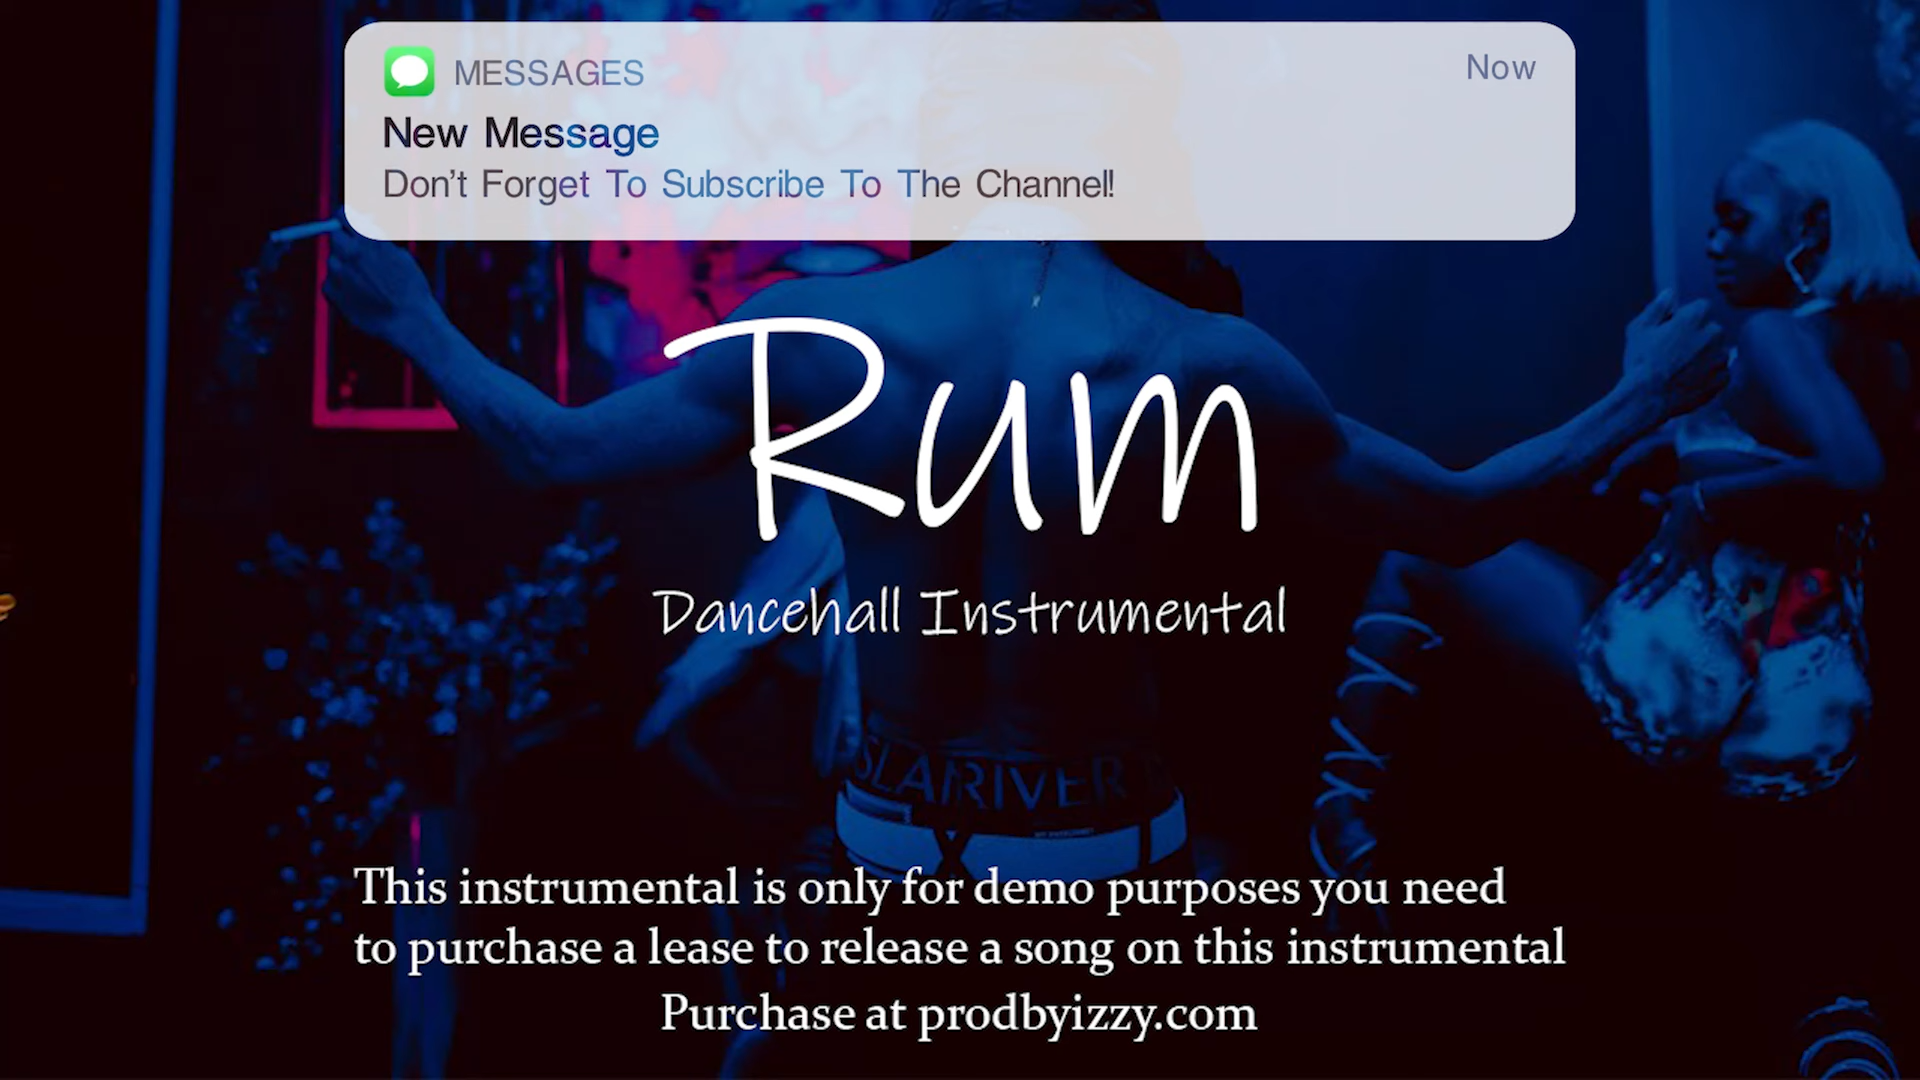 MESSAGES
Now
New Message
Don't Forget To Subscribe To The Channel!
Rum
Dancehall Instrumental
This instrumental is only for demo purposes you need
to purchase a lease to release a song on this instrumental
Purchase at prodbyizzy.com